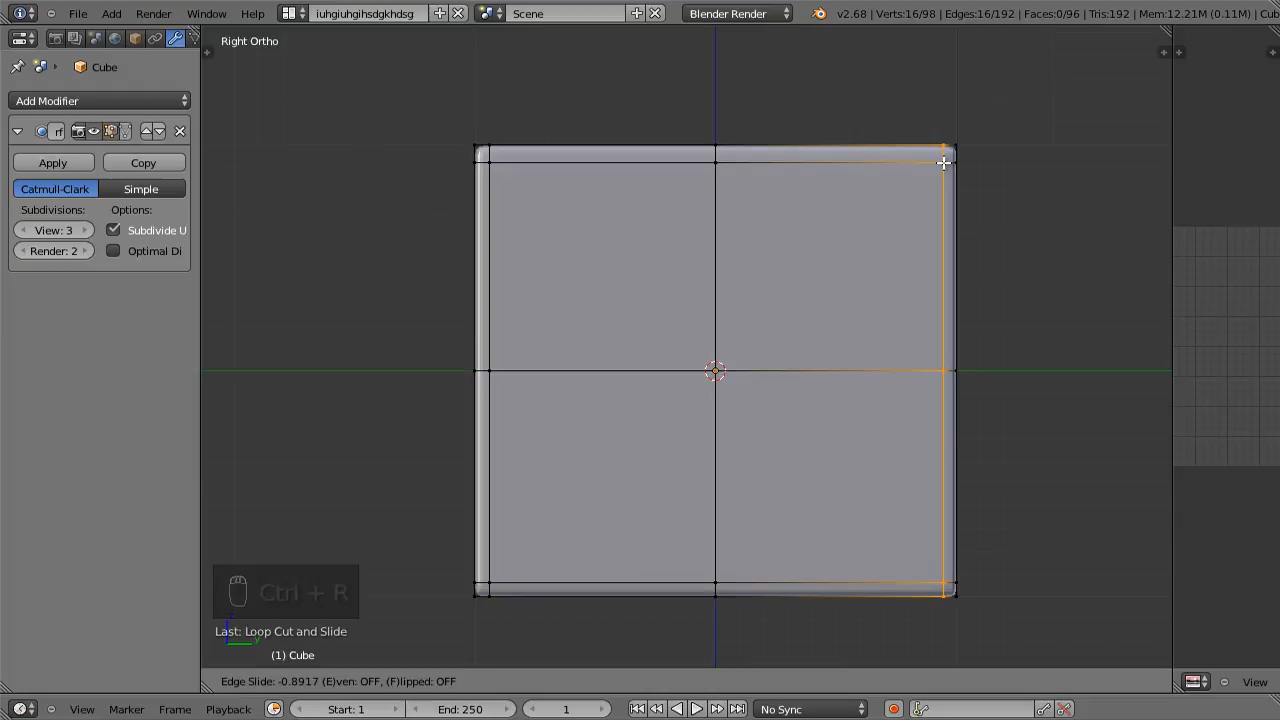 File Add Render Window Help iuhgiuhgihsdgkhdsg Scene Blender Render v2.68 | Verts:16/98 | Edges:16/192 | Faces:0/96 | Tris:192 | Mem:12.21M (0.11M) | Cub
Right Ortho
Cube
Add Modifier
rf
Apply Copy
Catmull-Clark Simple
Subdivisions: Options:
View: 3 Subdivide U
Render: 2 Optimal Di
Ctrl + R
Last: Loop Cut and Slide
z
y
(1) Cube
Edge Slide: -0.8917 (E)ven: OFF, (F)lipped: OFF
View
View Marker Frame Playback Start: 1 End: 250 1 No Sync